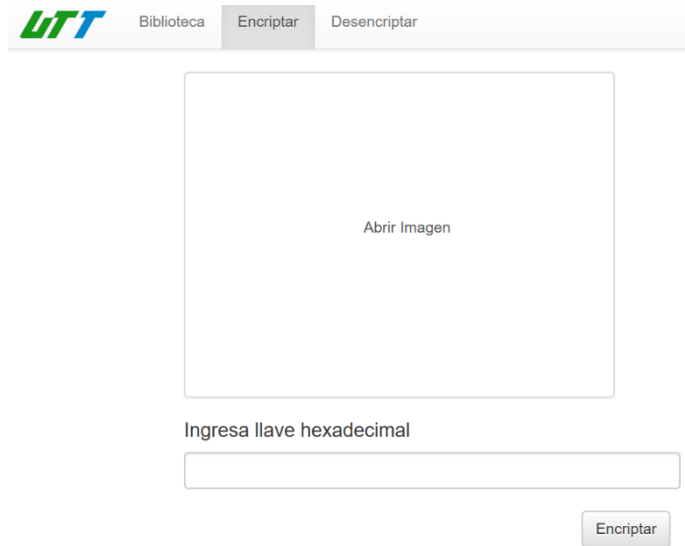 UTT Biblioteca Encriptar Desencriptar
Abrir Imagen
Ingresa llave hexadecimal
Encriptar